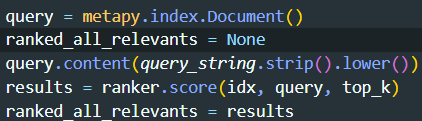 query = metapy.index.Document()
ranked_all_relevants = None
query.content(query_string.strip().lower())
results = ranker.score(idx, query, top_k)
ranked_all_relevants = results